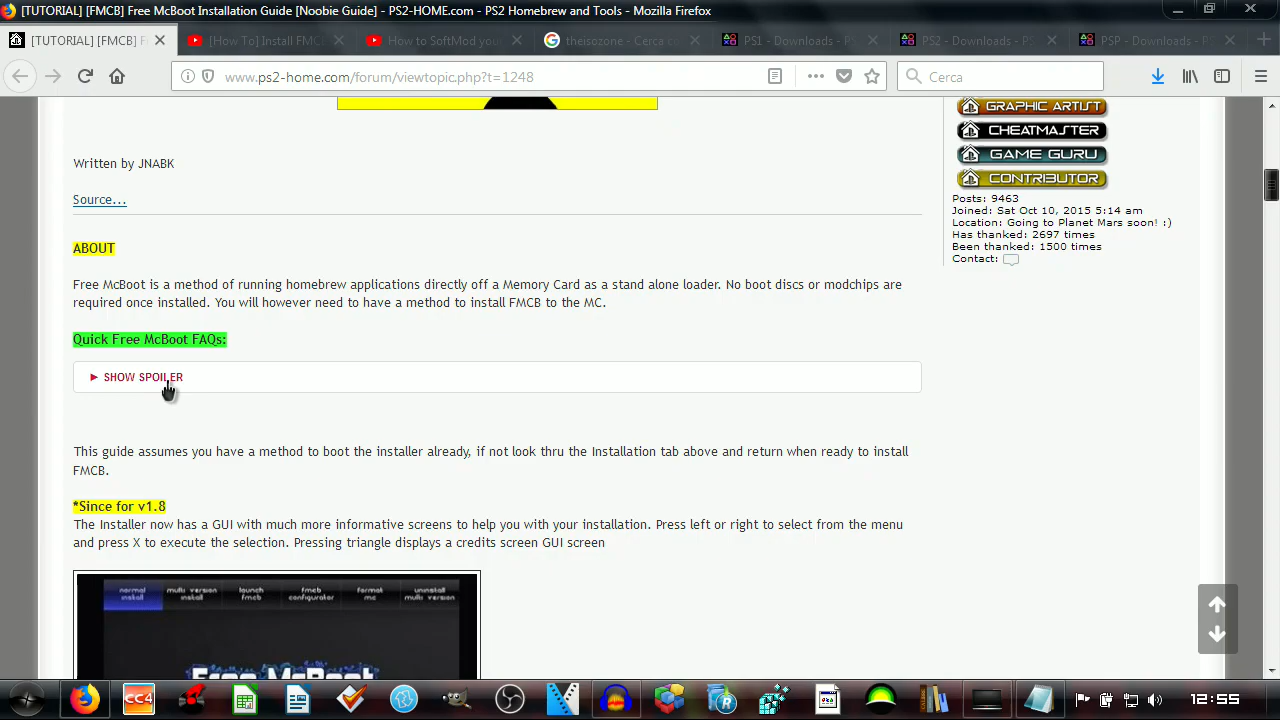 [TUTORIAL] [FMCB] Free McBoot Installation Guide [Noobie Guide] - PS2-HOME.com - PS2 Homebrew and Tools - Mozilla Firefox
[TUTORIAL] [FMCB] F
[How To] Install FMC
How to SoftMod your
theisozone - Cerca c
PS1 - Downloads - PS
PS2 - Downloads - PS
PSP - Downloads - PS
www.ps2-home.com/forum/viewtopic.php?t=1248
Cerca
GRAPHIC ARTIST
CHEATMASTER
GAME GURU
CONTRIBUTOR
Posts: 9463
Joined: Sat Oct 10, 2015 5:14 am
Location: Going to Planet Mars soon! :)
Has thanked: 2697 times
Been thanked: 1500 times
Contact:
Written by JNABK
Source...
ABOUT
Free McBoot is a method of running homebrew applications directly off a Memory Card as a stand alone loader. No boot discs or modchips are
required once installed. You will however need to have a method to install FMCB to the MC.
Quick Free McBoot FAQs:
► SHOW SPOILER
This guide assumes you have a method to boot the installer already, if not look thru the Installation tab above and return when ready to install
FMCB.
*Since for v1.8
The Installer now has a GUI with much more informative screens to help you with your installation. Press left or right to select from the menu
and press X to execute the selection. Pressing triangle displays a credits screen GUI screen
normal install
multi version install
launch fmcb
fmcb configurator
format mc
uninstall multi version
Free McBoot
CC4
12:55